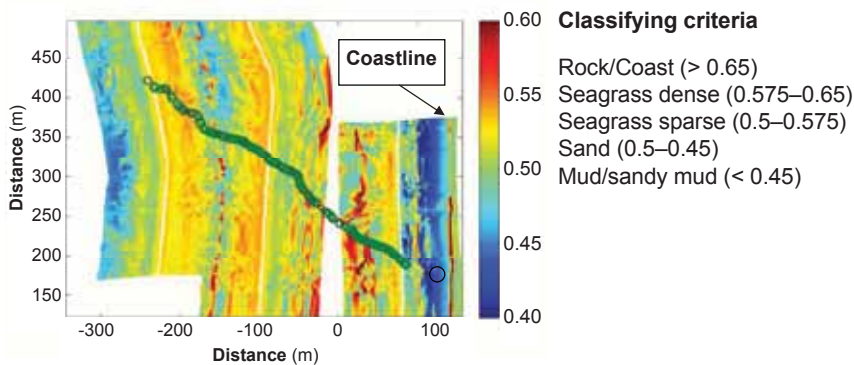 450
400
350
300
250
200
150
Distance (m)
-300 -200 -100 0 100
Distance (m)
Coastline
0.60
0.55
0.50
0.45
0.40
Classifying criteria
Rock/Coast (> 0.65)
Seagrass dense (0.575–0.65)
Seagrass sparse (0.5–0.575)
Sand (0.5–0.45)
Mud/sandy mud (< 0.45)